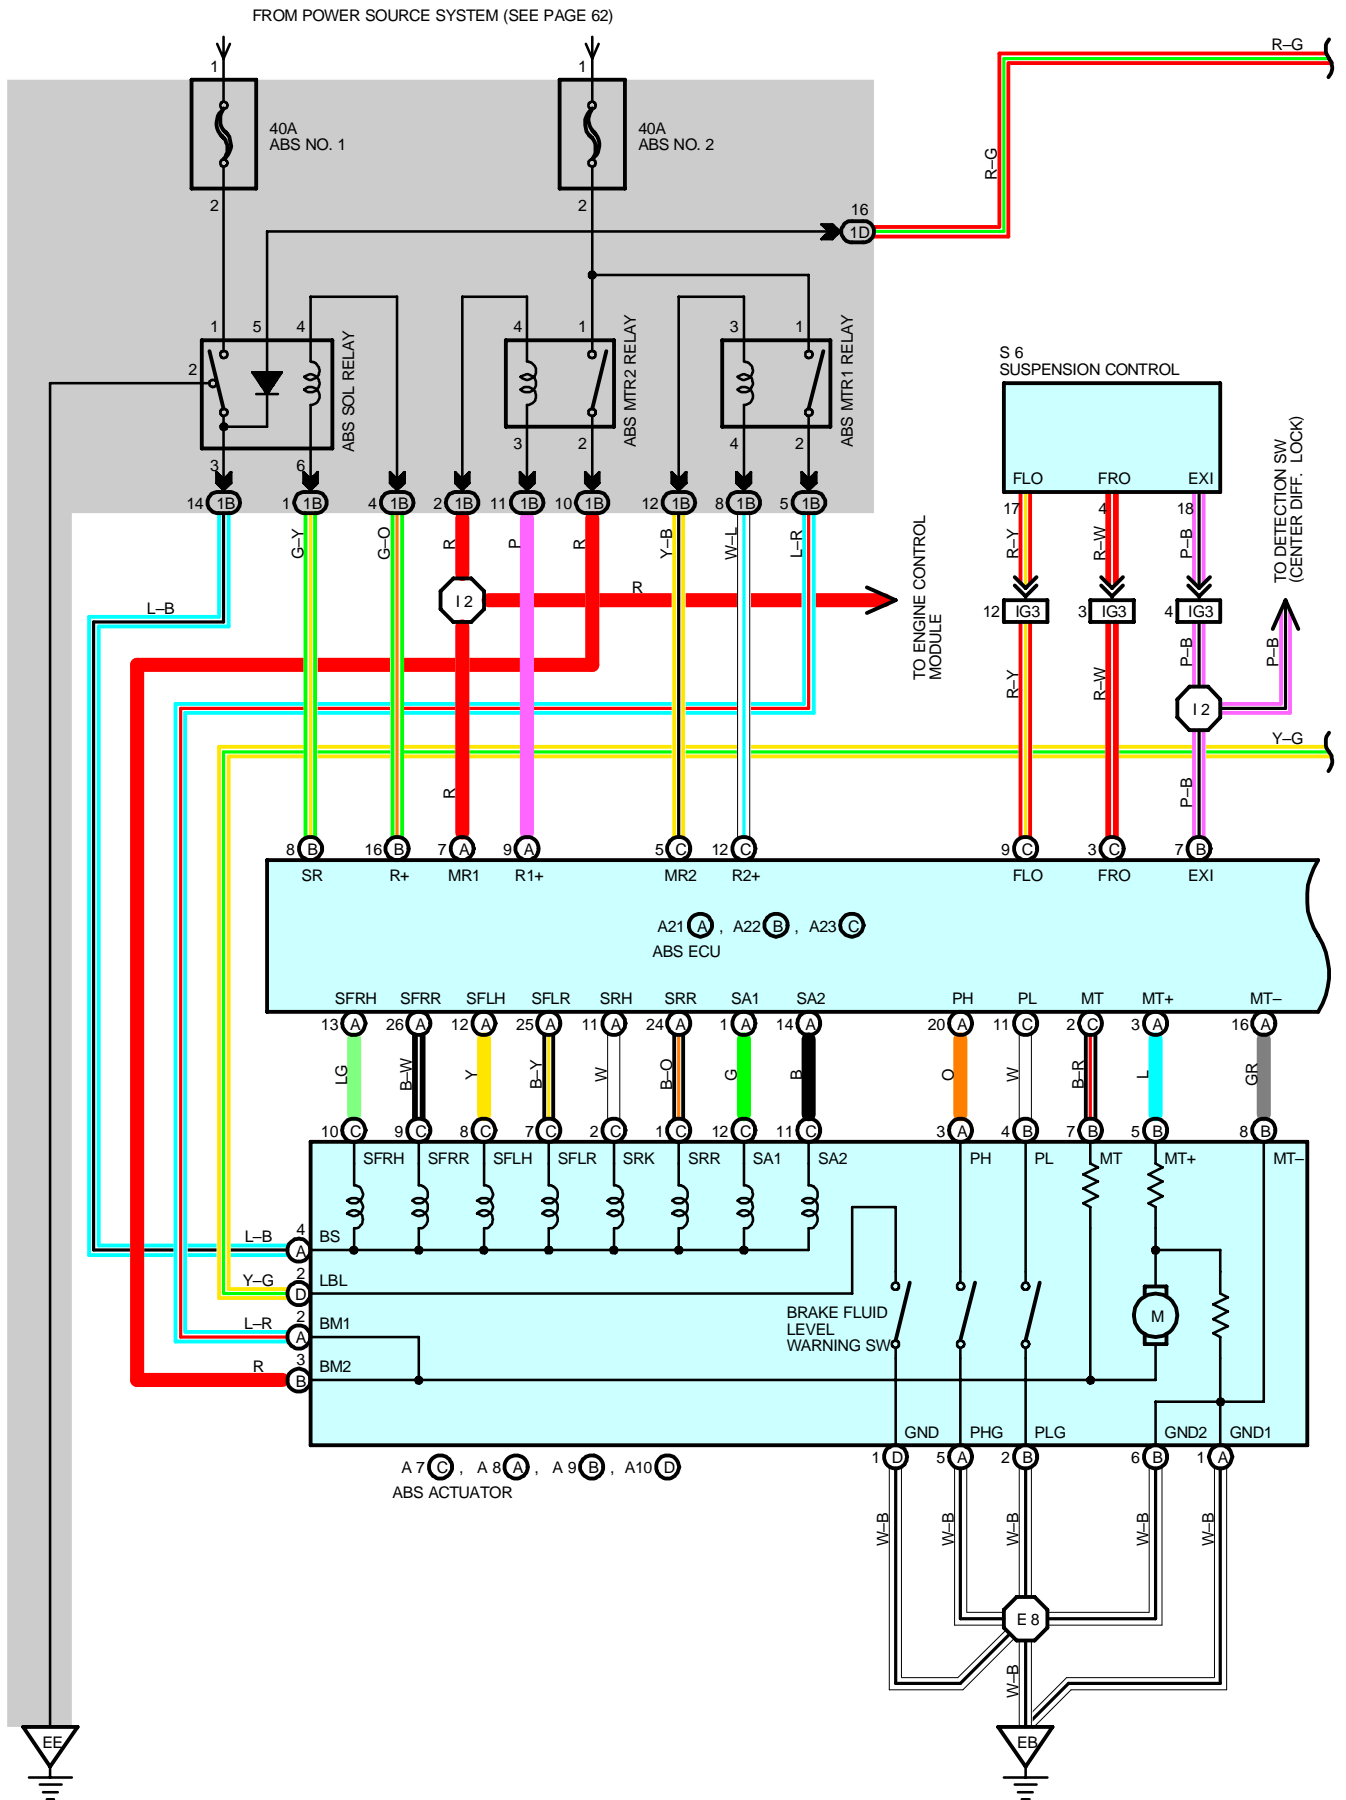 FROM POWER SOURCE SYSTEM (SEE PAGE 62)
R–G
1 1
40A
ABS NO. 1
40A
ABS NO. 2
R–G
2 2
16
1D
1 5 4 4 1 3 1
2
ABS SOL RELAY
ABS MTR2 RELAY
ABS MTR1 RELAY
3 6 3 2 4 2
14 1B 1 1B 4 1B 2 1B 11 1B 10 1B 12 1B 8 1B 5 1B
S 6
SUSPENSION CONTROL
FLO FRO EXI
17 4 18
TO DETECTION SW
(CENTER DIFF. LOCK)
G–Y G–O R P R Y–B W–L L–R R–Y R–W P–B
L–B
I 2
R
TO ENGINE CONTROL
MODULE
12 IG3 3 IG3 4 IG3
R–Y R–W P–B P–B
I 2
Y–G
R
P–B
8 B 16 B 7 A 9 A 5 C 12 C 9 C 3 C 7 B
SR R+ MR1 R1+ MR2 R2+ FLO FRO EXI
A21 A , A22 B , A23 C
ABS ECU
SFRH SFRR SFLH SFLR SRH SRR SA1 SA2 PH PL MT MT+ MT–
13 A 26 A 12 A 25 A 11 A 24 A 1 A 14 A 20 A 11 C 2 C 3 A 16 A
LG B–W Y B–Y W B–O G B O W B–R L GR
10 C 9 C 8 C 7 C 2 C 1 C 12 C 11 C 3 A 4 B 7 B 5 B 8 B
SFRH SFRR SFLH SFLR SRK SRR SA1 SA2 PH PL MT MT+ MT–
L–B 4 A BS
Y–G 2 D LBL
L–R 2 A BM1
R 3 B BM2
BRAKE FLUID
LEVEL
WARNING SW
M
GND PHG PLG GND2 GND1
1 D 5 A 2 B 6 B 1 A
A 7 C , A 8 A , A 9 B , A10 D
ABS ACTUATOR
W–B W–B W–B W–B W–B
E 8
W–B
EE EB